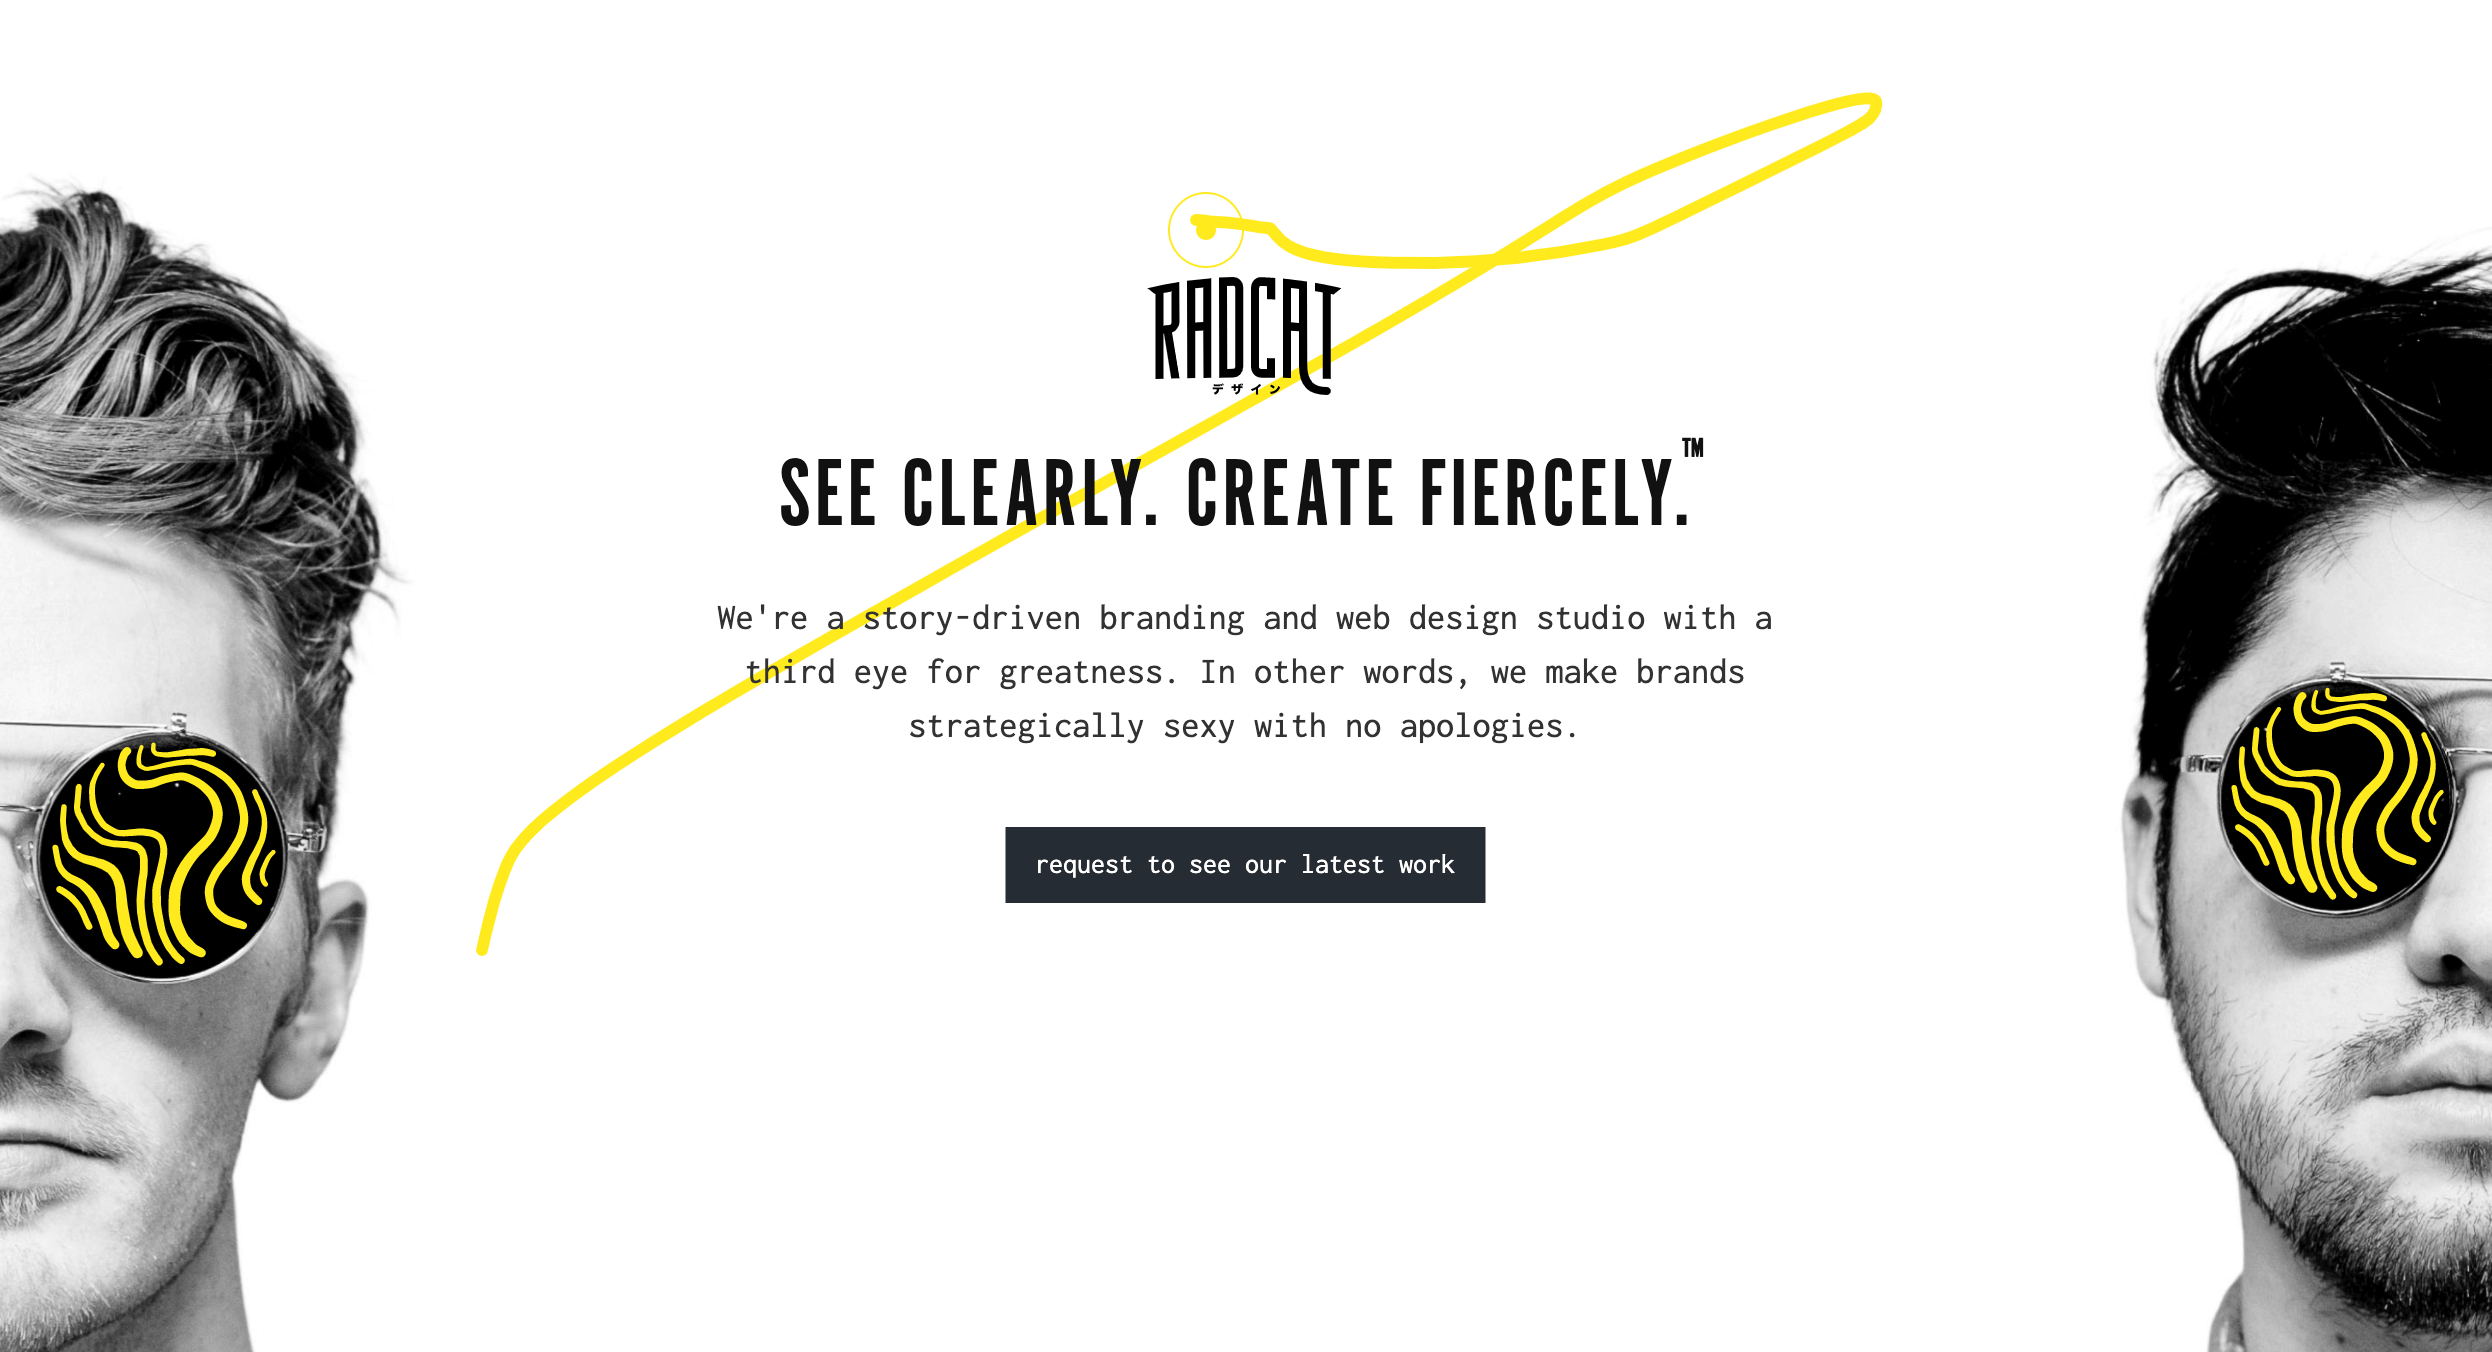 RADCAT
デザイン
SEE CLEARLY. CREATE FIERCELY.™
We're a story-driven branding and web design studio with a
third eye for greatness. In other words, we make brands
strategically sexy with no apologies.
request to see our latest work